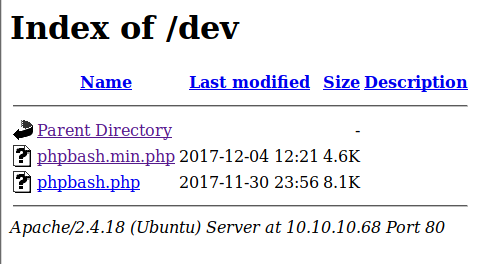 Index of /dev
Name Last modified Size Description
Parent Directory -
phpbash.min.php 2017-12-04 12:21 4.6K
phpbash.php 2017-11-30 23:56 8.1K
Apache/2.4.18 (Ubuntu) Server at 10.10.10.68 Port 80